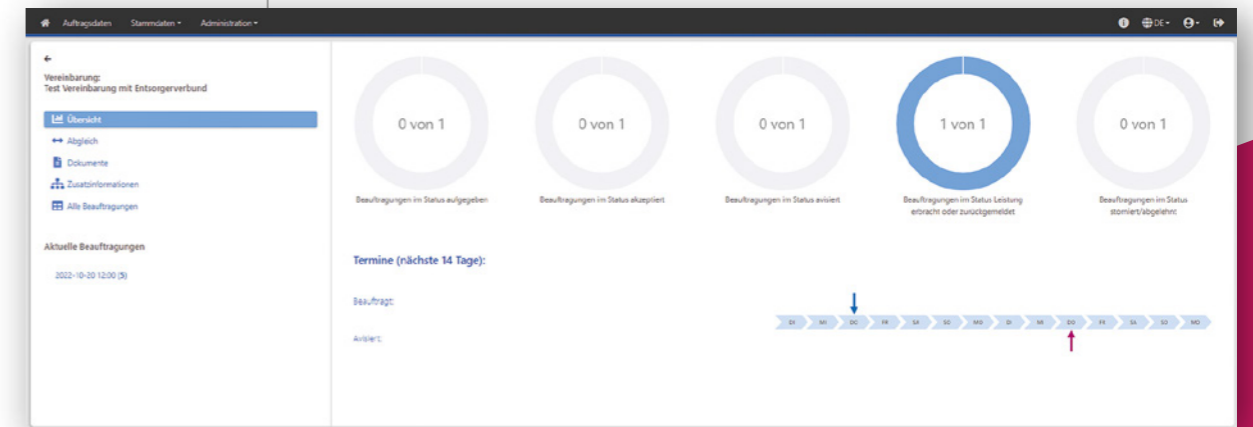 Auftragsdaten Stammdaten Administration DE
Vereinbarung:
Test Vereinbarung mit Entsorgerverbund
Übersicht
Abgleich
Dokumente
Zusatzinformationen
Alle Beauftragungen
Aktuelle Beauftragungen
2022-10-20 12:00 (5)
0 von 1
0 von 1
0 von 1
1 von 1
0 von 1
Beauftragungen im Status aufgegeben
Beauftragungen im Status akzeptiert
Beauftragungen im Status avisiert
Beauftragungen im Status Leistung
erbracht oder zurückgemeldet
Beauftragungen im Status
storniert/abgelehnt
Termine (nächste 14 Tage):
Beauftragt:
DI MI DO FR SA SO MO DI MI DO FR SA SO MO
Avisiert: